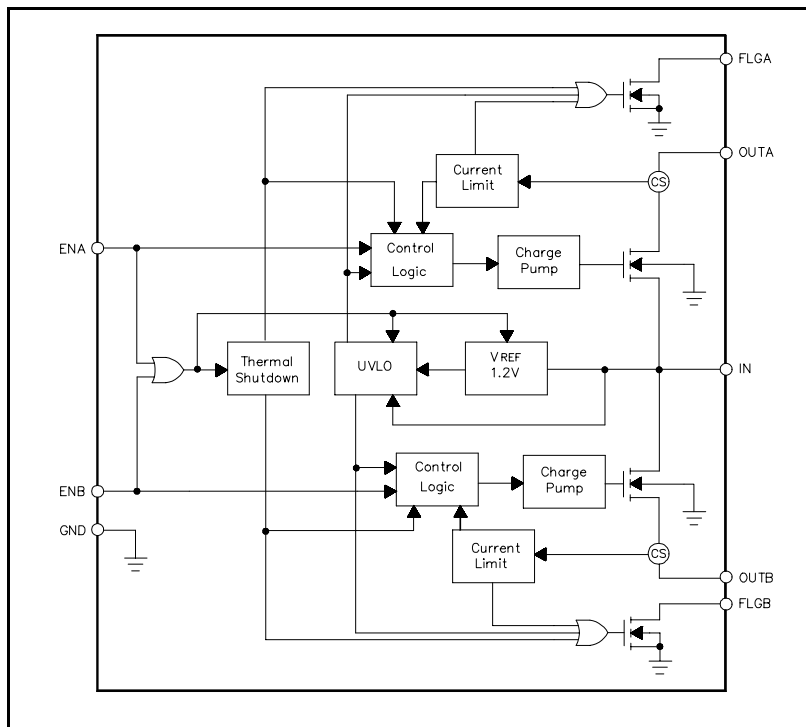 FLGA
OUTA
Current
Limit
CS
ENA
Control
Logic
Charge
Pump
Thermal
Shutdown
UVLO
VREF
1.2V
IN
Control
Logic
Charge
Pump
ENB
GND
Current
Limit
CS
OUTB
FLGB